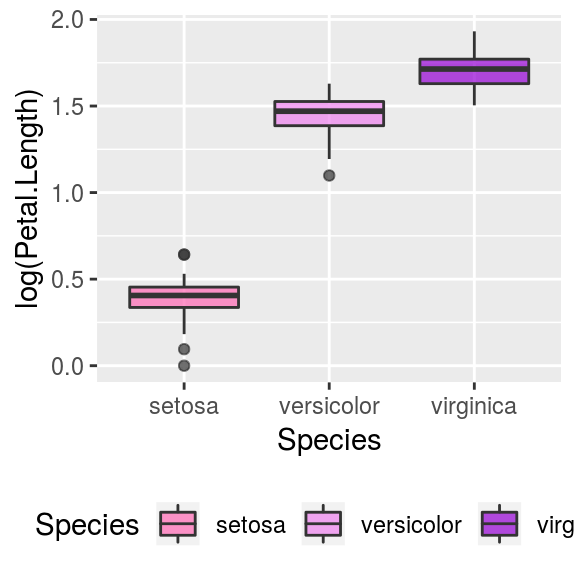 2.0
1.5
1.0
0.5
0.0
log(Petal.Length)
setosa versicolor virginica
Species
Species setosa versicolor virg